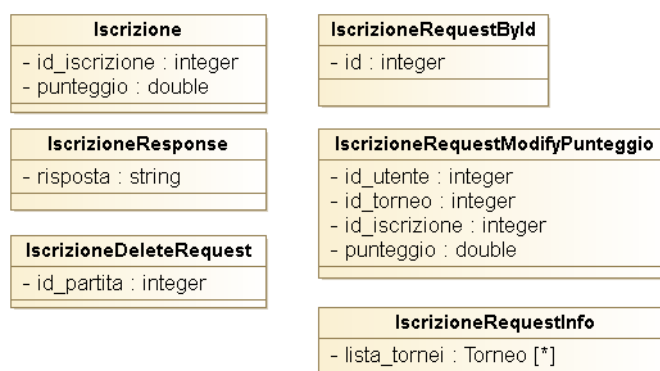 Iscrizione
- id_iscrizione : integer
- punteggio : double
IscrizioneRequestById
- id : integer
IscrizioneResponse
- risposta : string
IscrizioneRequestModifyPunteggio
- id_utente : integer
- id_torneo : integer
- id_iscrizione : integer
- punteggio : double
IscrizioneDeleteRequest
- id_partita : integer
IscrizioneRequestInfo
- lista_tornei : Torneo [*]